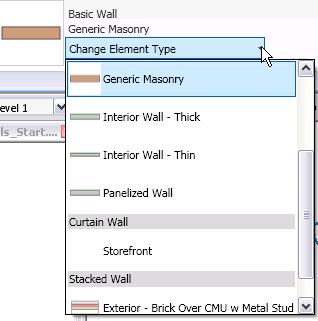 Basic Wall
Generic Masonry
Change Element Type
Generic Masonry
evel 1
Interior Wall - Thick
ls_Start....
Interior Wall - Thin
Panelized Wall
Curtain Wall
Storefront
Stacked Wall
Exterior - Brick Over CMU w Metal Stud